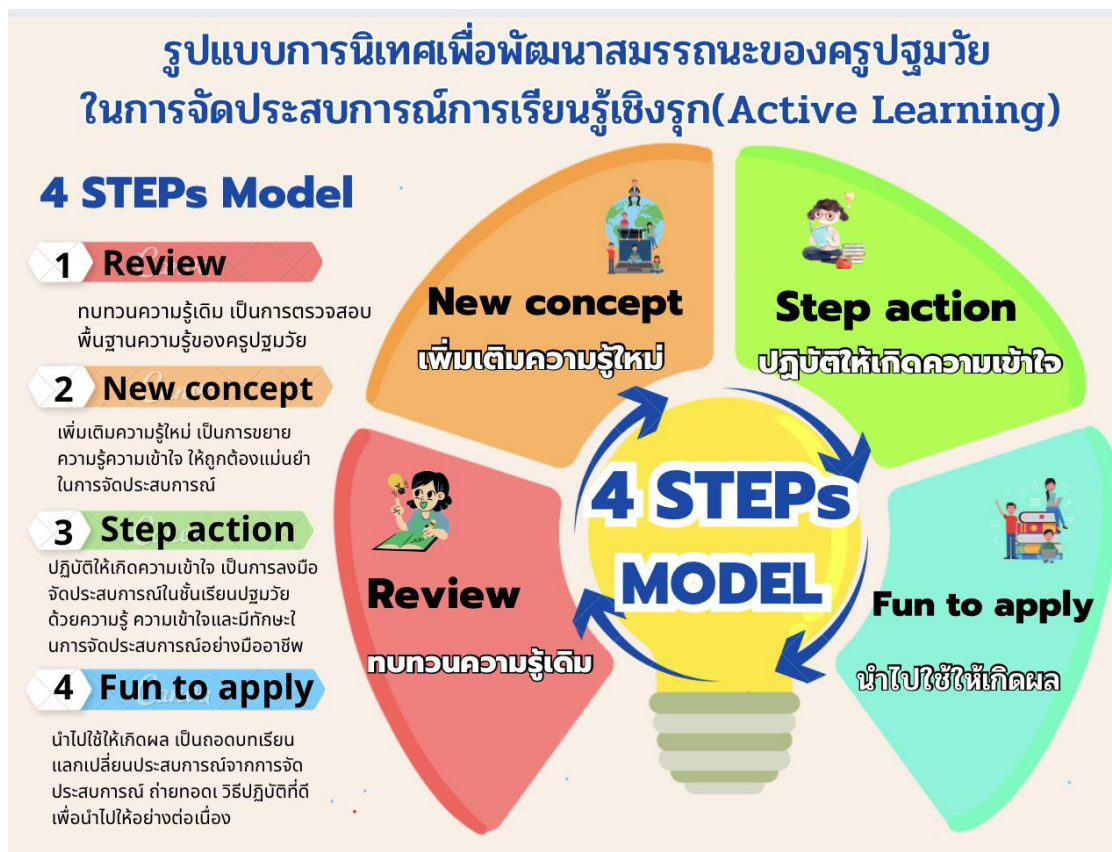 รูปแบบการนิเทศเพื่อพัฒนาสมรรถนะของครูปฐมวัย
ในการจัดประสบการณ์การเรียนรู้เชิงรุก(Active Learning)
4 STEPs Model
1 Review
ทบทวนความรู้เดิม เป็นการตรวจสอบ
พื้นฐานความรู้ของครูปฐมวัย
2 New concept
เพิ่มเติมความรู้ใหม่ เป็นการขยาย
ความรู้ความเข้าใจ ให้ถูกต้องแม่นยำ
ในการจัดประสบการณ์
3 Step action
ปฏิบัติให้เกิดความเข้าใจ เป็นการลงมือ
จัดประสบการณ์ในชั้นเรียนปฐมวัย
ด้วยความรู้ ความเข้าใจและมีทักษะใ
นการจัดประสบการณ์อย่างมืออาชีพ
4 Fun to apply
นำไปใช้ให้เกิดผล เป็นถอดบทเรียน
แลกเปลี่ยนประสบการณ์จากการจัด
ประสบการณ์ ถ่ายทอดเ วิธีปฏิบัติที่ดี
เพื่อนำไปให้อย่างต่อเนื่อง
New concept
เพิ่มเติมความรู้ใหม่
Step action
ปฏิบัติให้เกิดความเข้าใจ
4 STEPs
MODEL
Review
ทบทวนความรู้เดิม
Fun to apply
นำไปใช้ให้เกิดผล